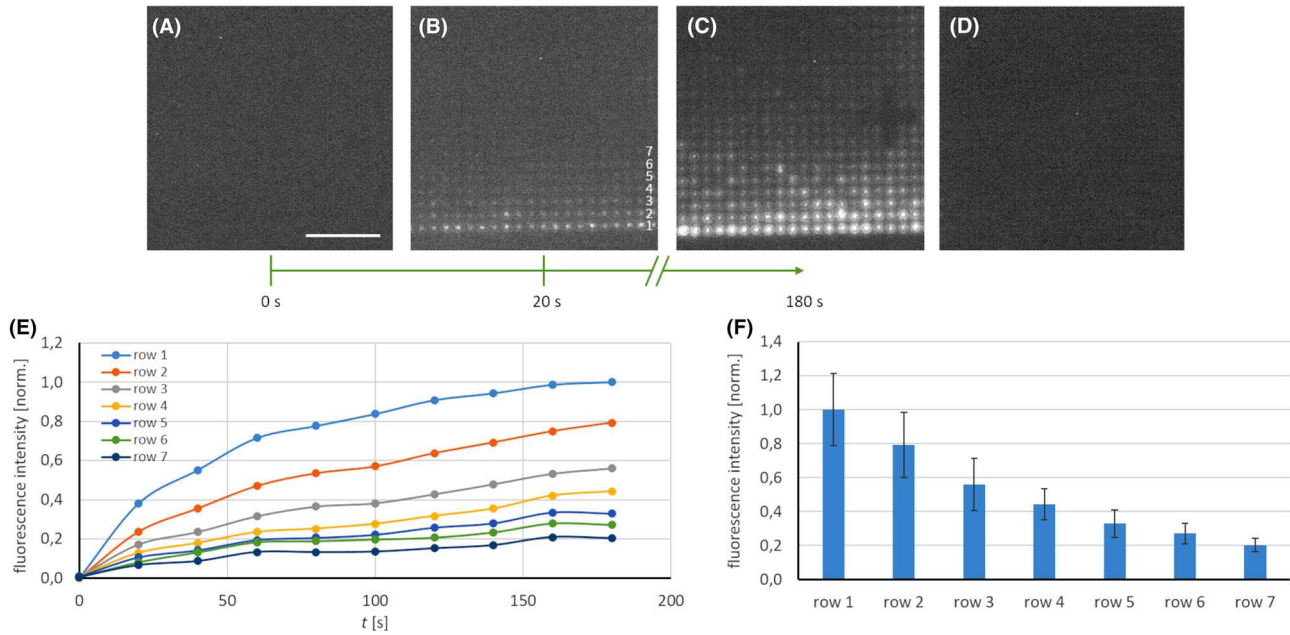 (A)
(B)
(C)
(D)
7
6
5
4
3
2
1
0 s
20 s
180 s
(E)
fluorescence intensity [norm.]
1,2
1,0
0,8
0,6
0,4
0,2
0,0
row 1
row 2
row 3
row 4
row 5
row 6
row 7
0
50
100
150
200
t [s]
(F)
fluorescence intensity [norm.]
1,4
1,2
1,0
0,8
0,6
0,4
0,2
0,0
row 1
row 2
row 3
row 4
row 5
row 6
row 7